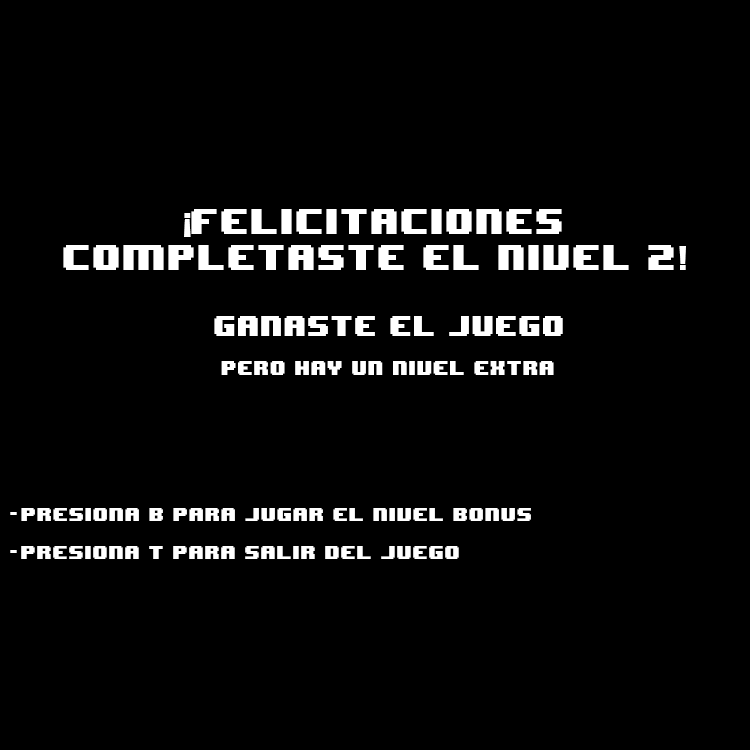 ¡FELICITACIONES
COMPLETASTE EL NIVEL 2!
GANASTE EL JUEGO
PERO HAY UN NIVEL EXTRA
-PRESIONA B PARA JUGAR EL NIVEL BONUS
-PRESIONA T PARA SALIR DEL JUEGO